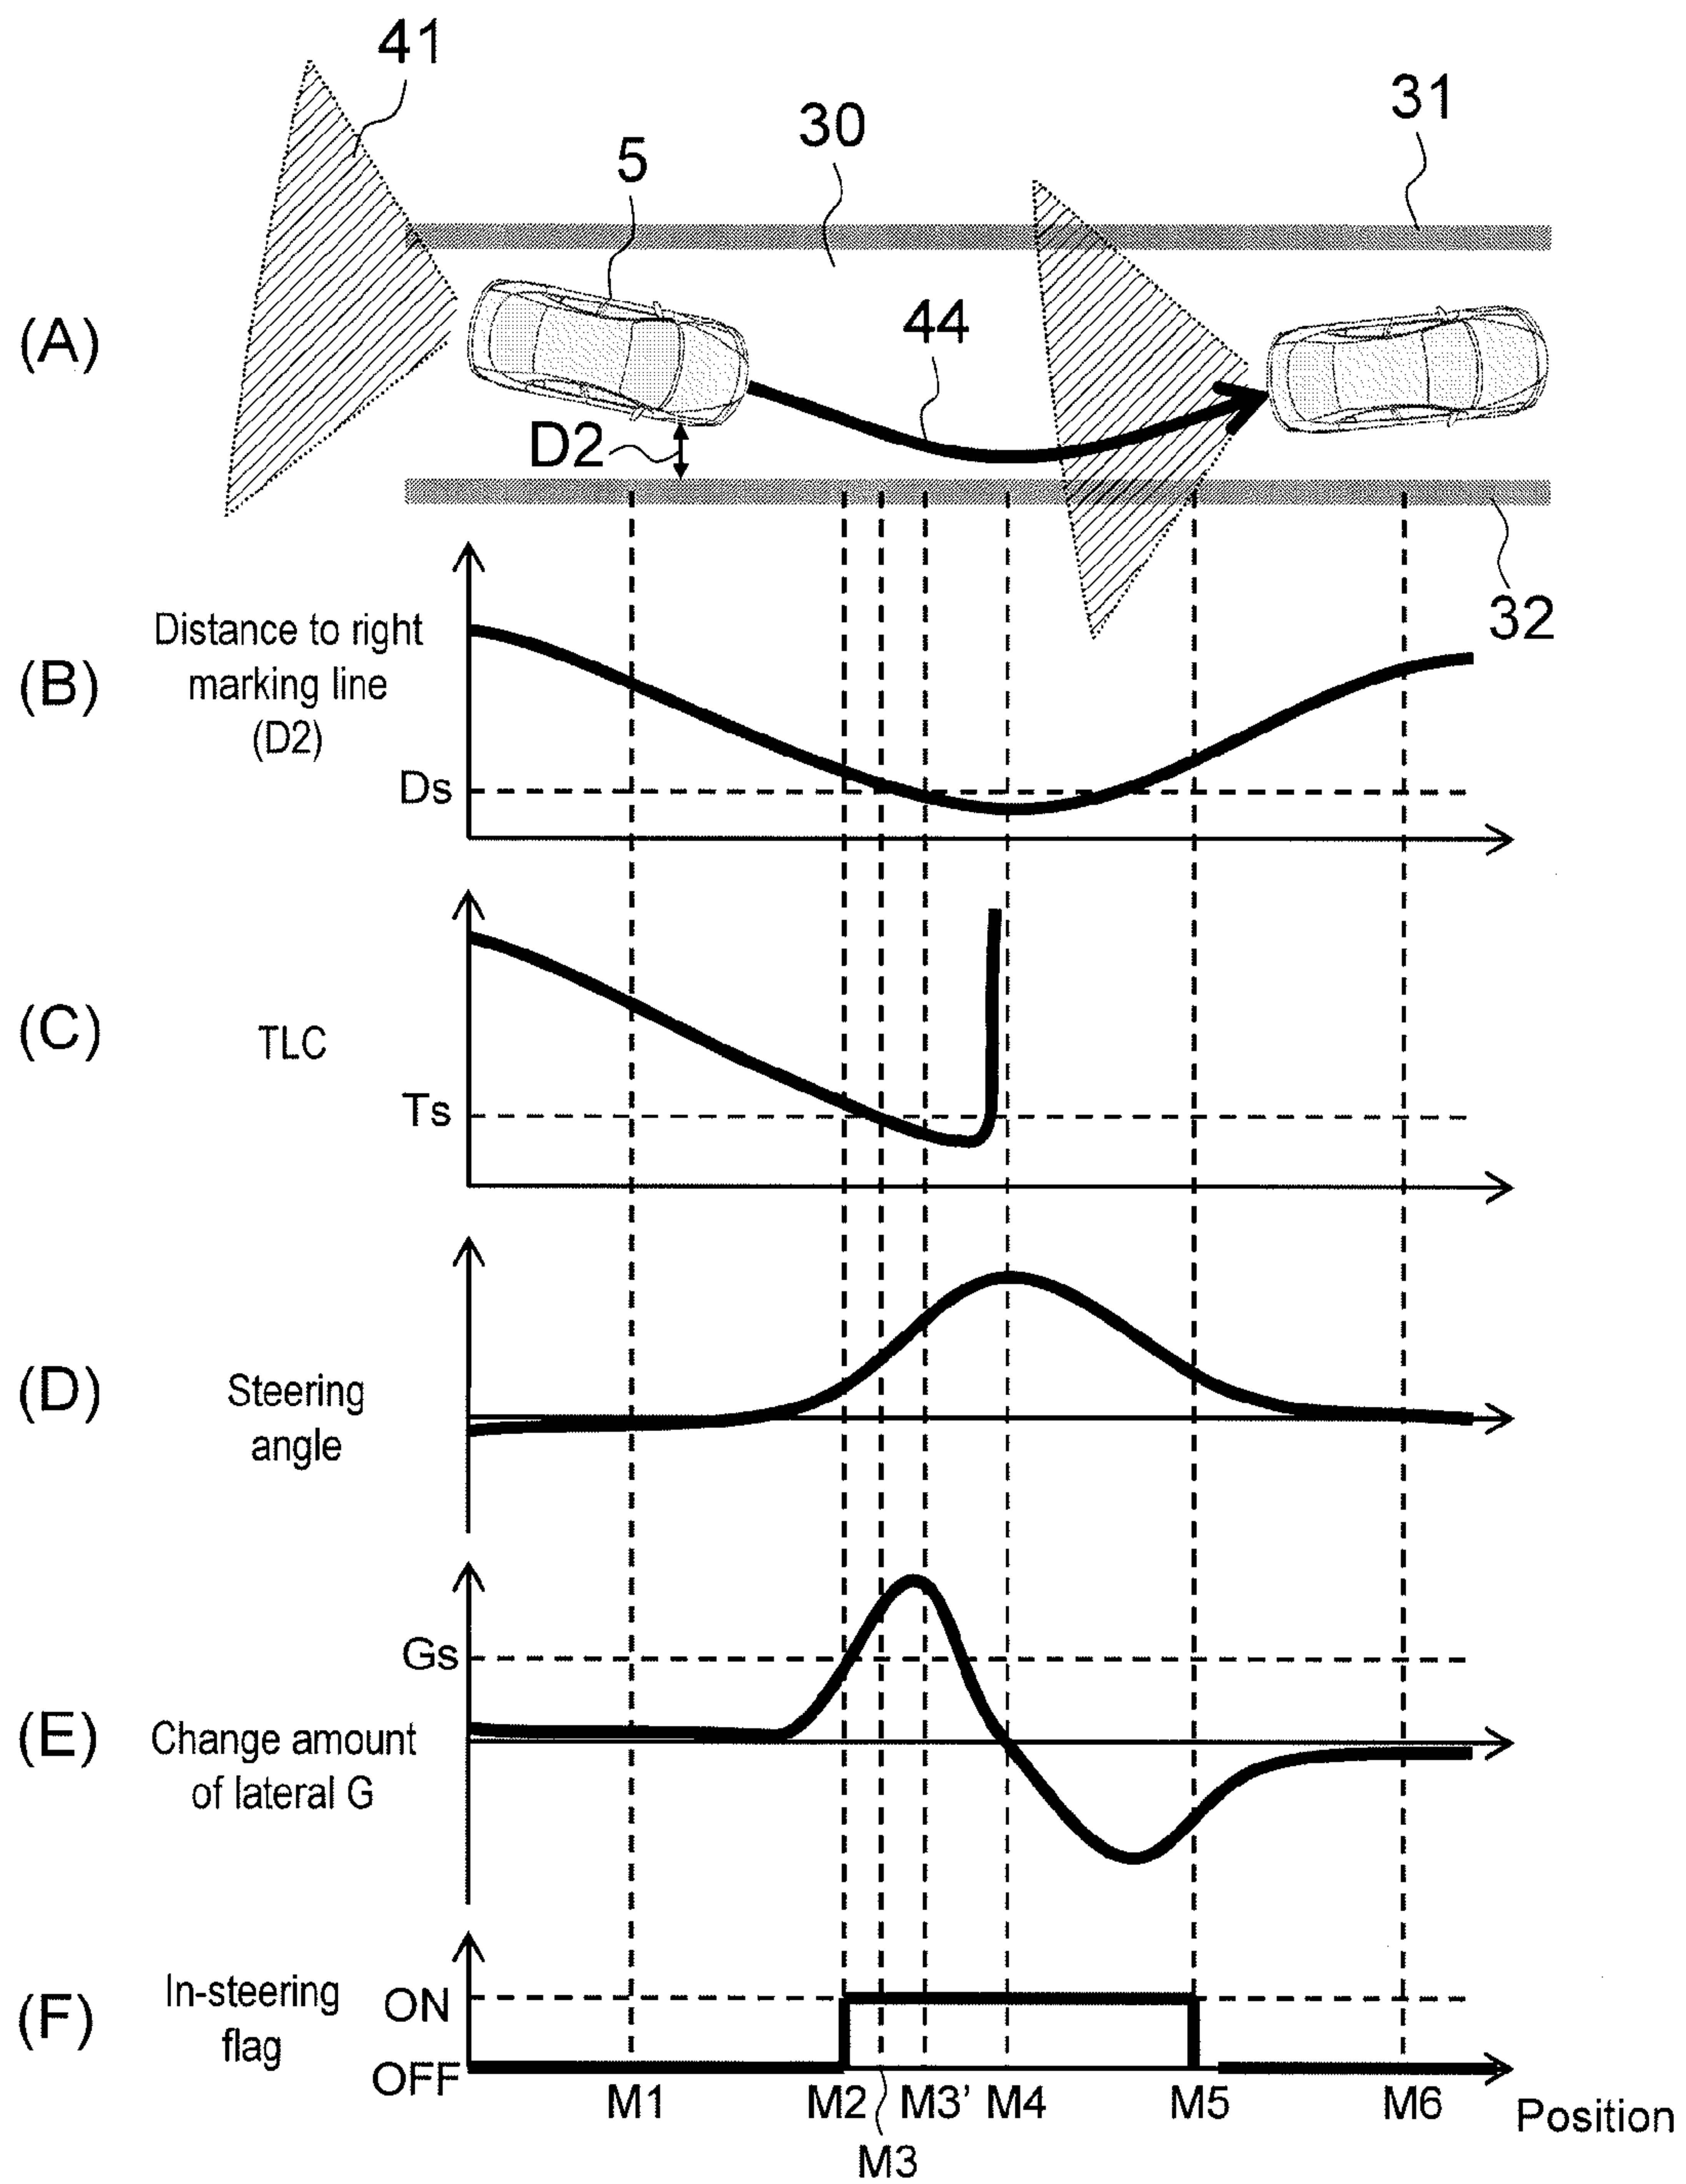 41
31
30
5
44
(A)
D2
32
Distance to right
marking line
(D2)
(B)
Ds
(C)
TLC
Ts
(D)
Steering
angle
Gs
(E)
Change amount
of lateral G
(F)
In-steering
flag
ON
OFF
M1
M2
M3'
M4
M5
M6
Position
M3